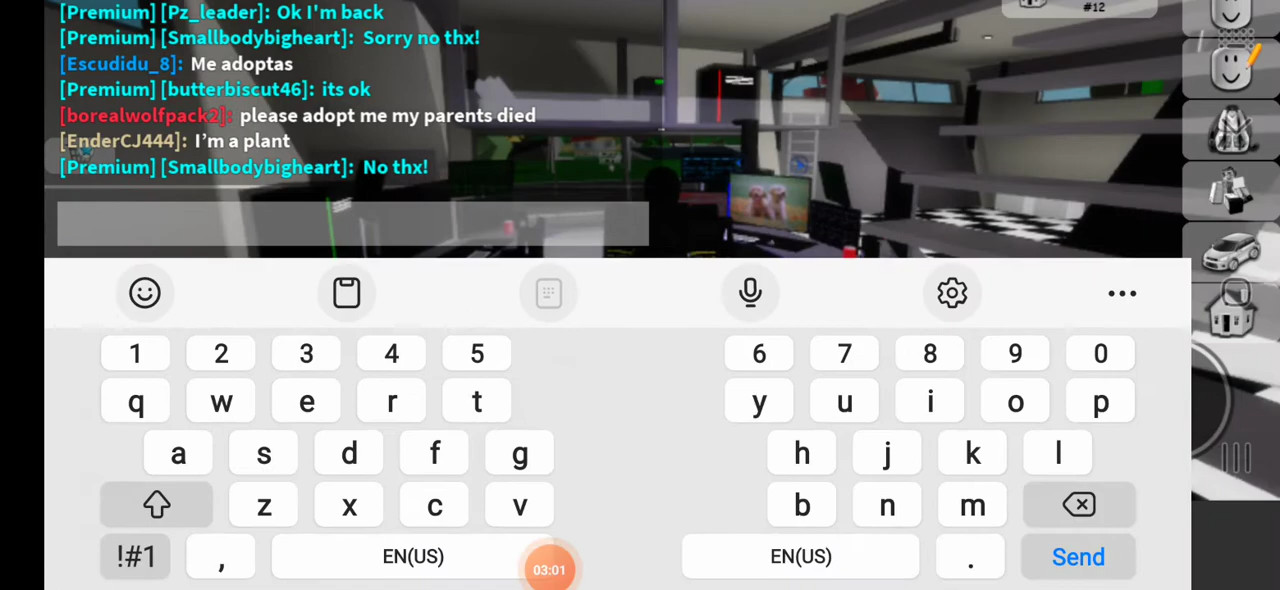 [Premium] [Pz_leader]: Ok I'm back
#12
[Premium] [Smallbodybigheart]: Sorry no thx!
[Escudidu_8]: Me adoptas
[Premium] [butterbiscut46]: its ok
[borealwolfpack2]: please adopt me my parents died
[EnderCJ444]: I’m a plant
[Premium] [Smallbodybigheart]: No thx!
1 2 3 4 5 6 7 8 9 0
q w e r t y u i o p
a s d f g h j k l
z x c v b n m
!#1 , EN(US) 03:01 EN(US) . Send